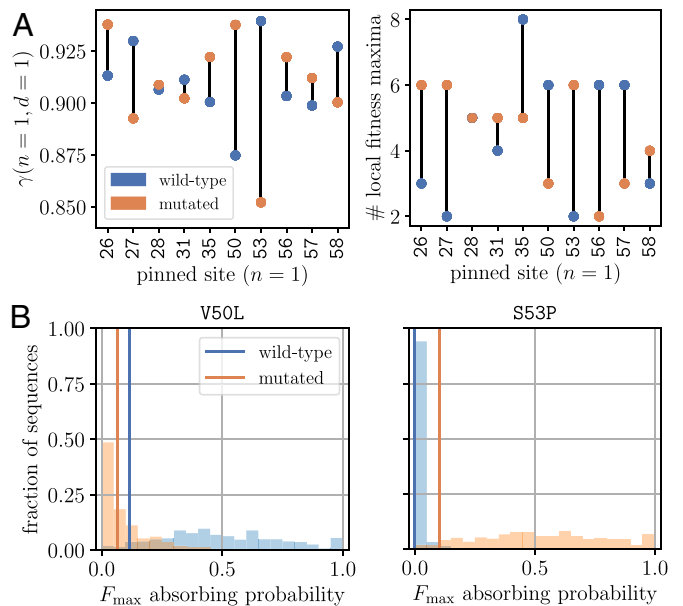 A
γ(n = 1, d = 1)
0.925
0.900
0.875
0.850
wild-type
mutated
26 27 28 31 35 50 53 56 57 58
pinned site (n = 1)
# local fitness maxima
8
6
4
2
26 27 28 31 35 50 53 56 57 58
pinned site (n = 1)
B
V50L
fraction of sequences
1.00
0.75
0.50
0.25
0.00
wild-type
mutated
0.0 0.5 1.0
Fmax absorbing probability
S53P
0.0 0.5 1.0
Fmax absorbing probability